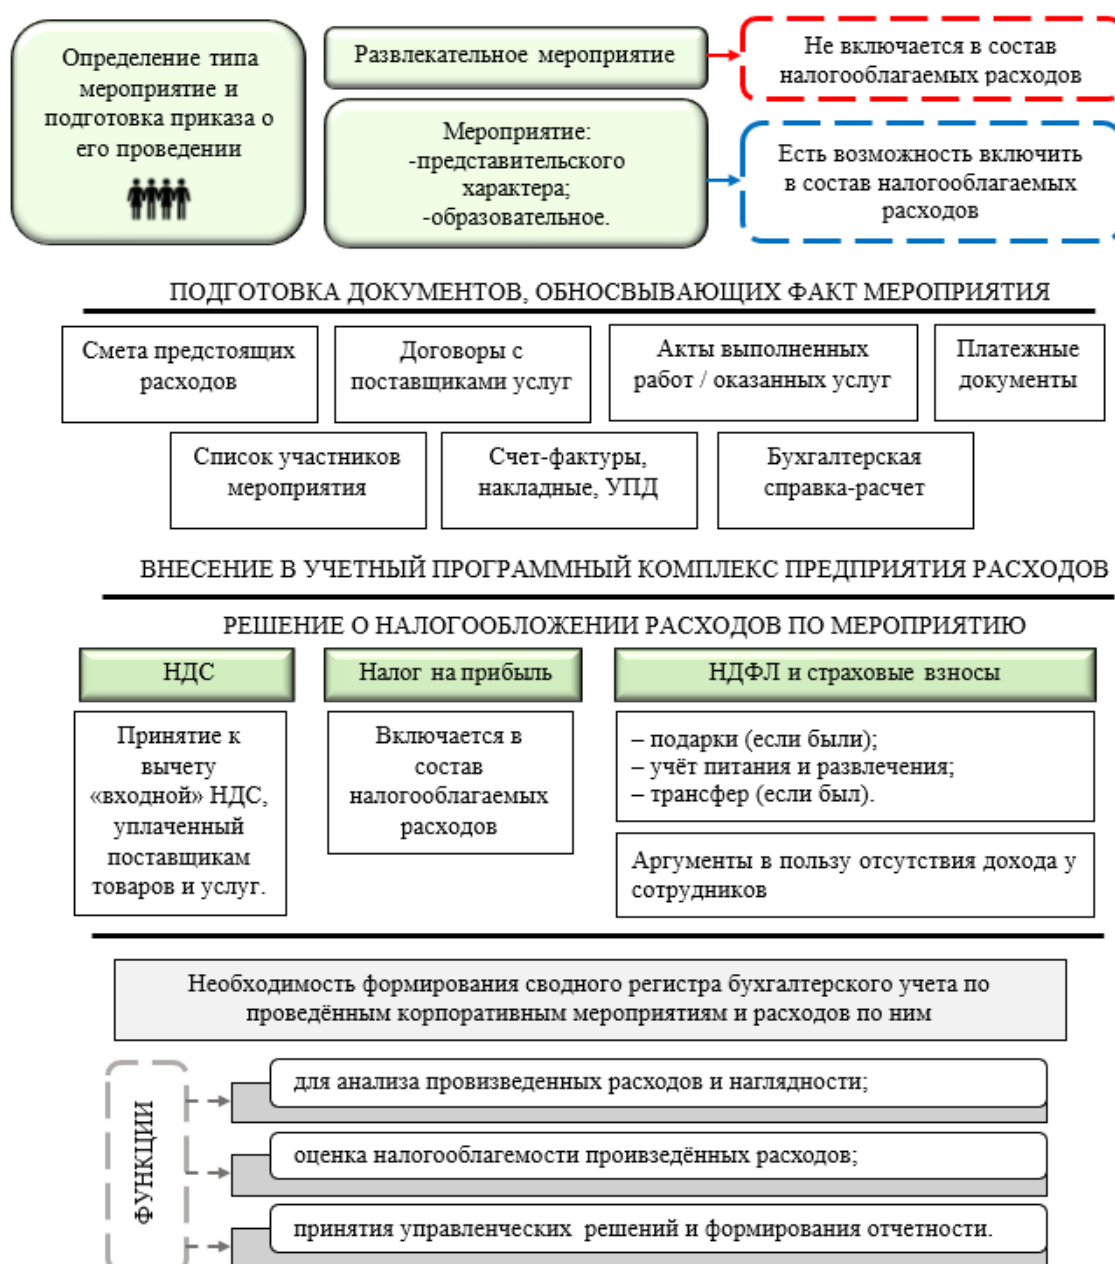 Определение типа
мероприятие и
подготовка приказа о
его проведении
Развлекательное мероприятие
Не включается в состав
налогооблагаемых расходов
Мероприятие:
-представительского
характера;
-образовательное.
Есть возможность включить
в состав налогооблагаемых
расходов
ПОДГОТОВКА ДОКУМЕНТОВ, ОБНОСВЫВАЮЩИХ ФАКТ МЕРОПРИЯТИЯ
Смета предстоящих
расходов
Договоры с
поставщиками услуг
Акты выполненных
работ / оказанных услуг
Платежные
документы
Список участников
мероприятия
Счет-фактуры,
накладные, УПД
Бухгалтерская
справка-расчет
ВНЕСЕНИЕ В УЧЕТНЫЙ ПРОГРАММНЫЙ КОМПЛЕКС ПРЕДПРИЯТИЯ РАСХОДОВ
РЕШЕНИЕ О НАЛОГООБЛОЖЕНИИ РАСХОДОВ ПО МЕРОПРИЯТИЮ
НДС
Принятие к
вычету
«входной» НДС,
уплаченный
поставщикам
товаров и услуг.
Налог на прибыль
Включается в
состав
налогооблагаемых
расходов
НДФЛ и страховые взносы
– подарки (если были);
– учёт питания и развлечения;
– трансфер (если был).
Аргументы в пользу отсутствия дохода у
сотрудников
Необходимость формирования сводного регистра бухгалтерского учета по
проведённым корпоративным мероприятиям и расходов по ним
ФУНКЦИИ
для анализа провизведенных расходов и наглядности;
оценка налогооблагемости проивзедённых расходов;
принятия управленческих решений и формирования отчетности.